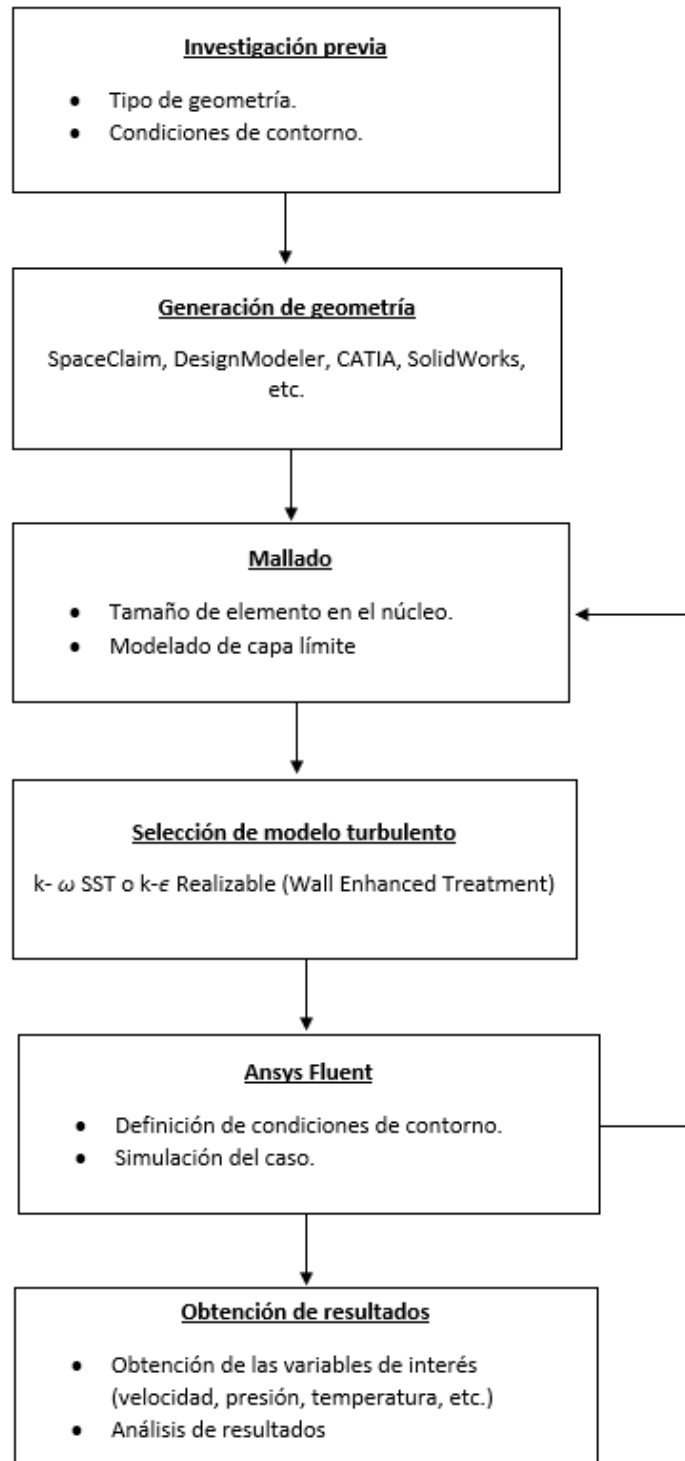 Investigación previa
• Tipo de geometría.
• Condiciones de contorno.
Generación de geometría
SpaceClaim, DesignModeler, CATIA, SolidWorks,
etc.
Mallado
• Tamaño de elemento en el núcleo.
• Modelado de capa límite
Selección de modelo turbulento
k- ω SST o k-ϵ Realizable (Wall Enhanced Treatment)
Ansys Fluent
• Definición de condiciones de contorno.
• Simulación del caso.
Obtención de resultados
• Obtención de las variables de interés
(velocidad, presión, temperatura, etc.)
• Análisis de resultados